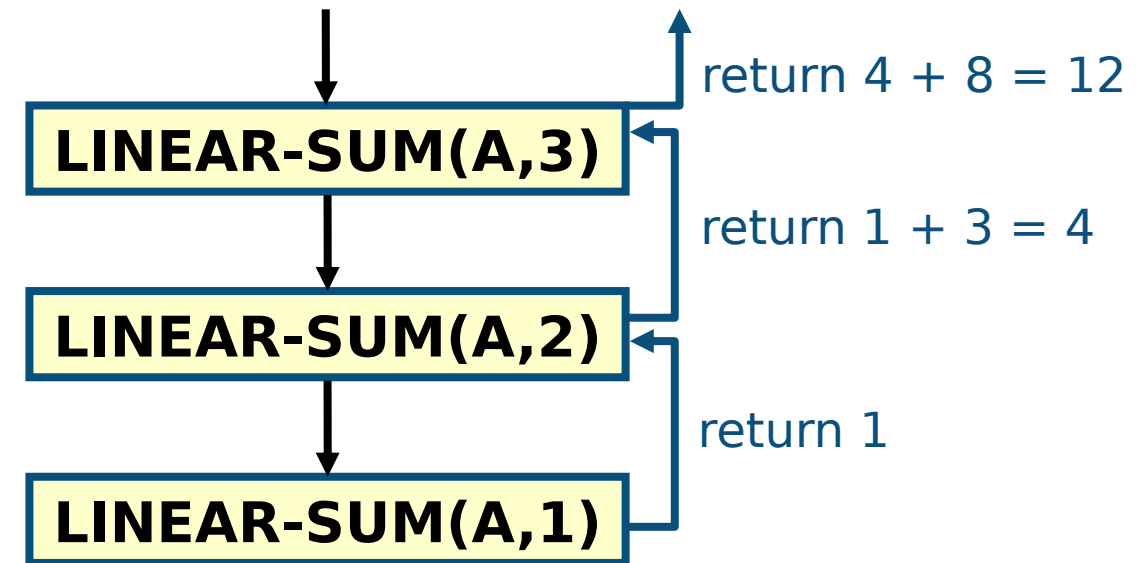 return 4 + 8 = 12
LINEAR-SUM(A,3)
return 1 + 3 = 4
LINEAR-SUM(A,2)
return 1
LINEAR-SUM(A,1)